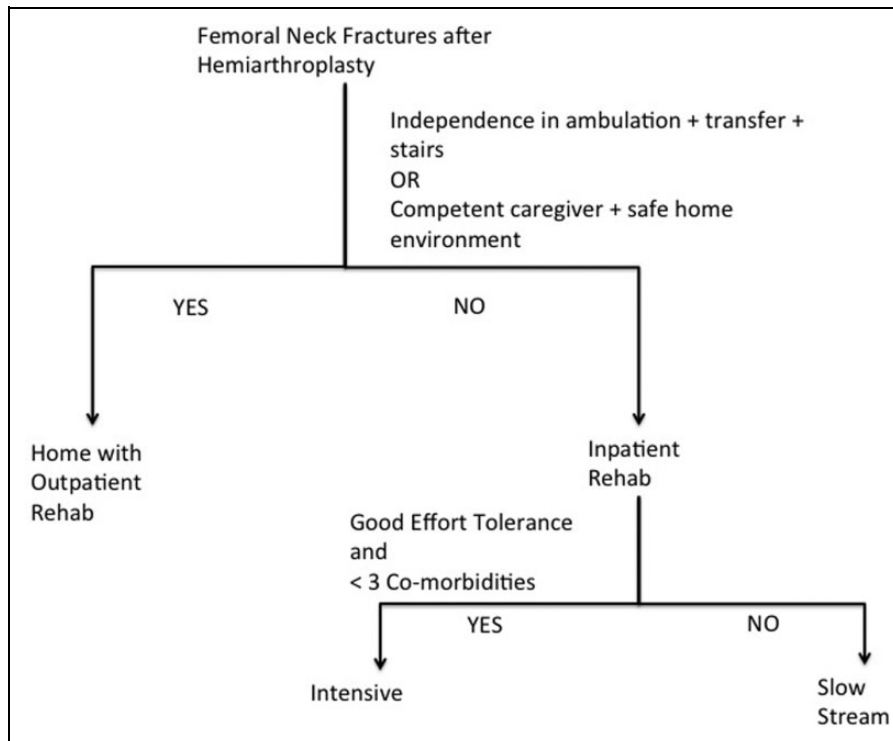 Femoral Neck Fractures after
Hemiarthroplasty
Independence in ambulation + transfer +
stairs
OR
Competent caregiver + safe home
environment
YES
NO
Home with
Outpatient
Rehab
Inpatient
Rehab
Good Effort Tolerance
and
< 3 Co-morbidities
YES
NO
Intensive
Slow
Stream